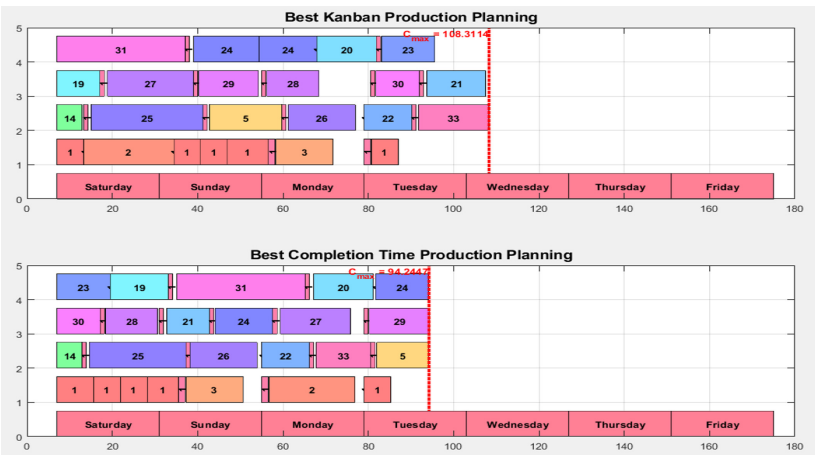 Best Kanban Production Planning
C_max = 108.3114
5
31 24 24 20 23
4
19 27 29 28 30 21
3
14 25 5 26 22 33
2
1 2 1 1 1 3 1
1
Saturday Sunday Monday Tuesday Wednesday Thursday Friday
0
0 20 40 60 80 100 120 140 160 180
Best Completion Time Production Planning
C_max = 94.2447
5
23 19 31 20 24
4
30 28 21 24 27 29
3
14 25 26 22 33 5
2
1 1 1 1 3 2 1
1
Saturday Sunday Monday Tuesday Wednesday Thursday Friday
0
0 20 40 60 80 100 120 140 160 180